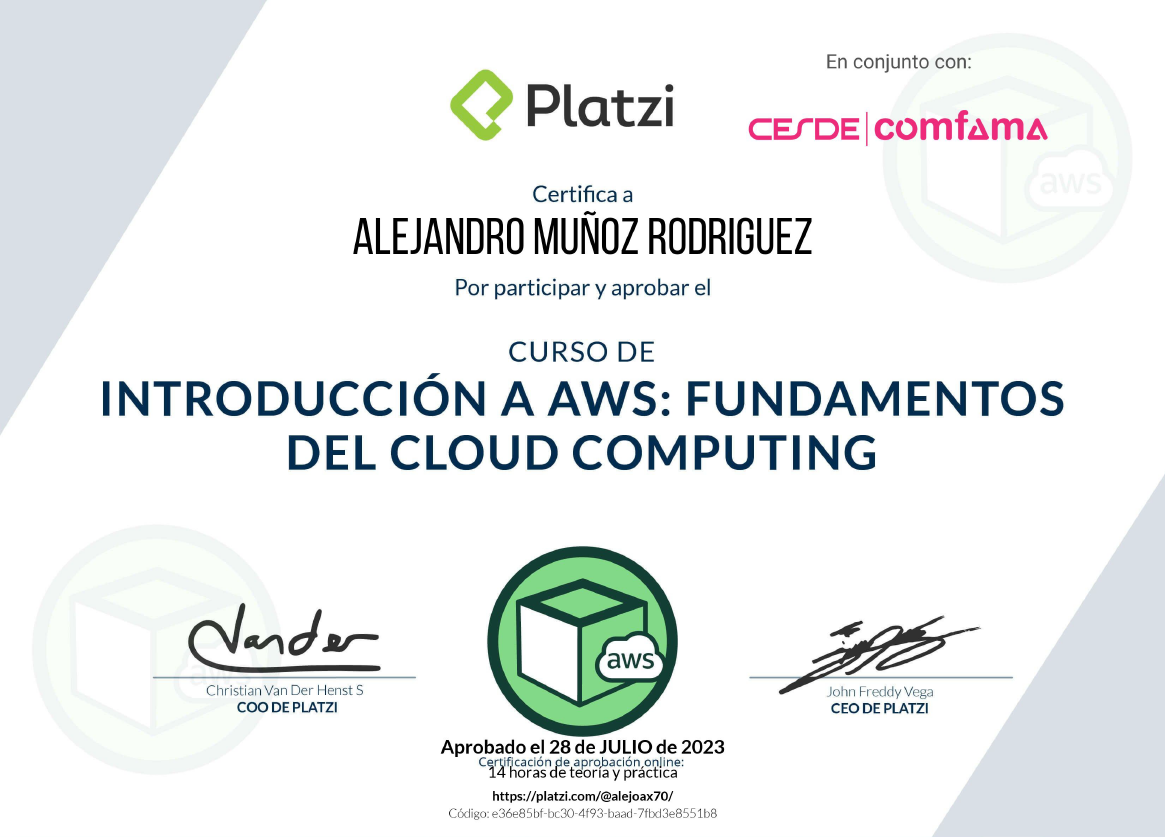 Platzi
En conjunto con:
CESDE | comfama
aws
Certifica a
ALEJANDRO MUÑOZ RODRIGUEZ
Por participar y aprobar el
CURSO DE
INTRODUCCIÓN A AWS: FUNDAMENTOS
DEL CLOUD COMPUTING
Vander
aws
aws
Christian Van Der Henst S
COO DE PLATZI
John Freddy Vega
CEO DE PLATZI
Aprobado el 28 de JULIO de 2023
Certificación de aprobación online:
14 horas de teoría y práctica
https://platzi.com/@alejoax70/
Código: e36e85bf-bc30-4f93-baad-7fbd3e8551b8